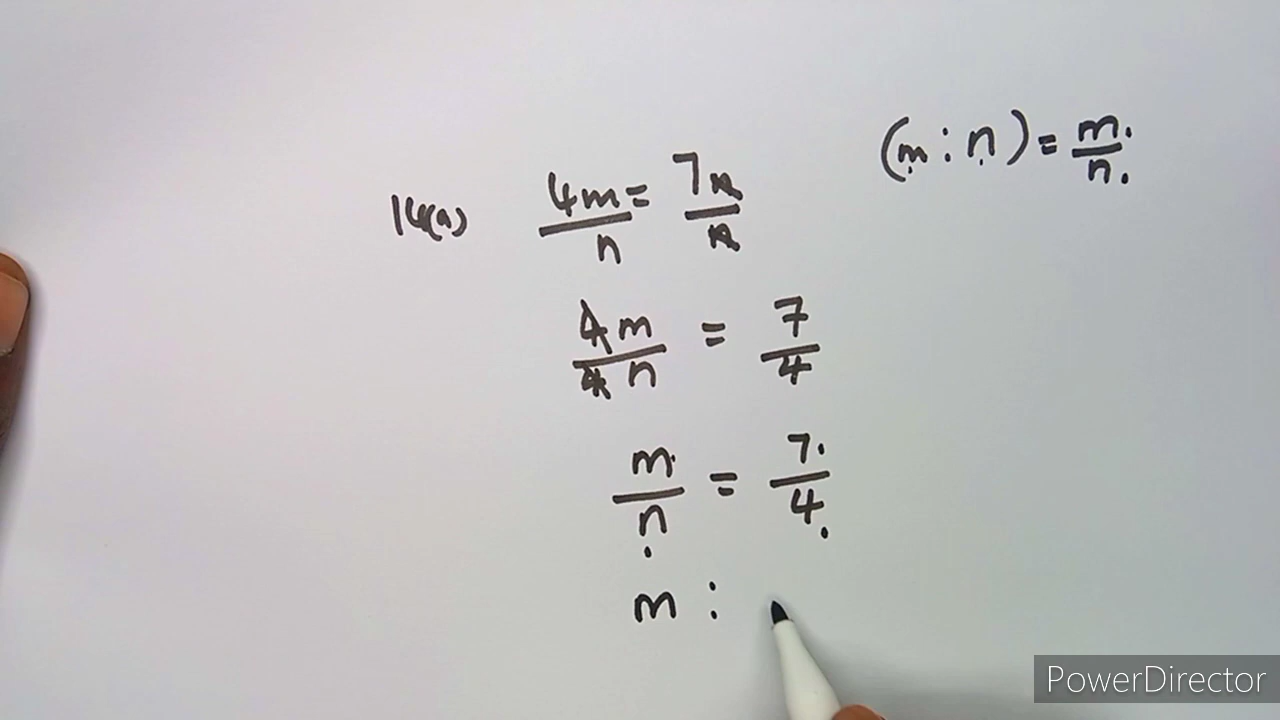 (m : n) = m/n
14(a) 4m/n = 7n/n
4m/4n = 7/4
m/n = 7/4
m :
PowerDirector